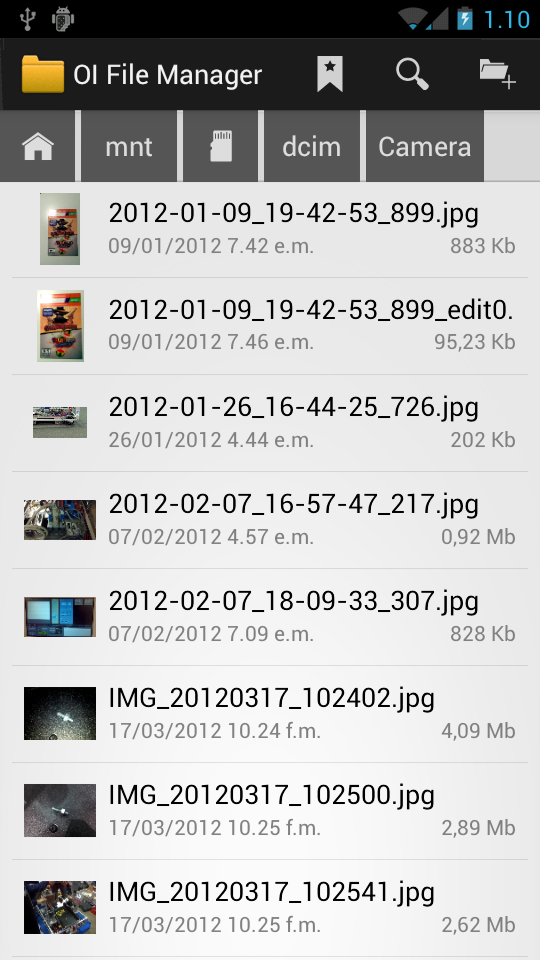 1.10
OI File Manager
mnt
dcim
Camera
2012-01-09_19-42-53_899.jpg
09/01/2012 7.42 e.m.
883 Kb
2012-01-09_19-42-53_899_edit0.
09/01/2012 7.46 e.m.
95,23 Kb
2012-01-26_16-44-25_726.jpg
26/01/2012 4.44 e.m.
202 Kb
2012-02-07_16-57-47_217.jpg
07/02/2012 4.57 e.m.
0,92 Mb
2012-02-07_18-09-33_307.jpg
07/02/2012 7.09 e.m.
828 Kb
IMG_20120317_102402.jpg
17/03/2012 10.24 f.m.
4,09 Mb
IMG_20120317_102500.jpg
17/03/2012 10.25 f.m.
2,89 Mb
IMG_20120317_102541.jpg
17/03/2012 10.25 f.m.
2,62 Mb